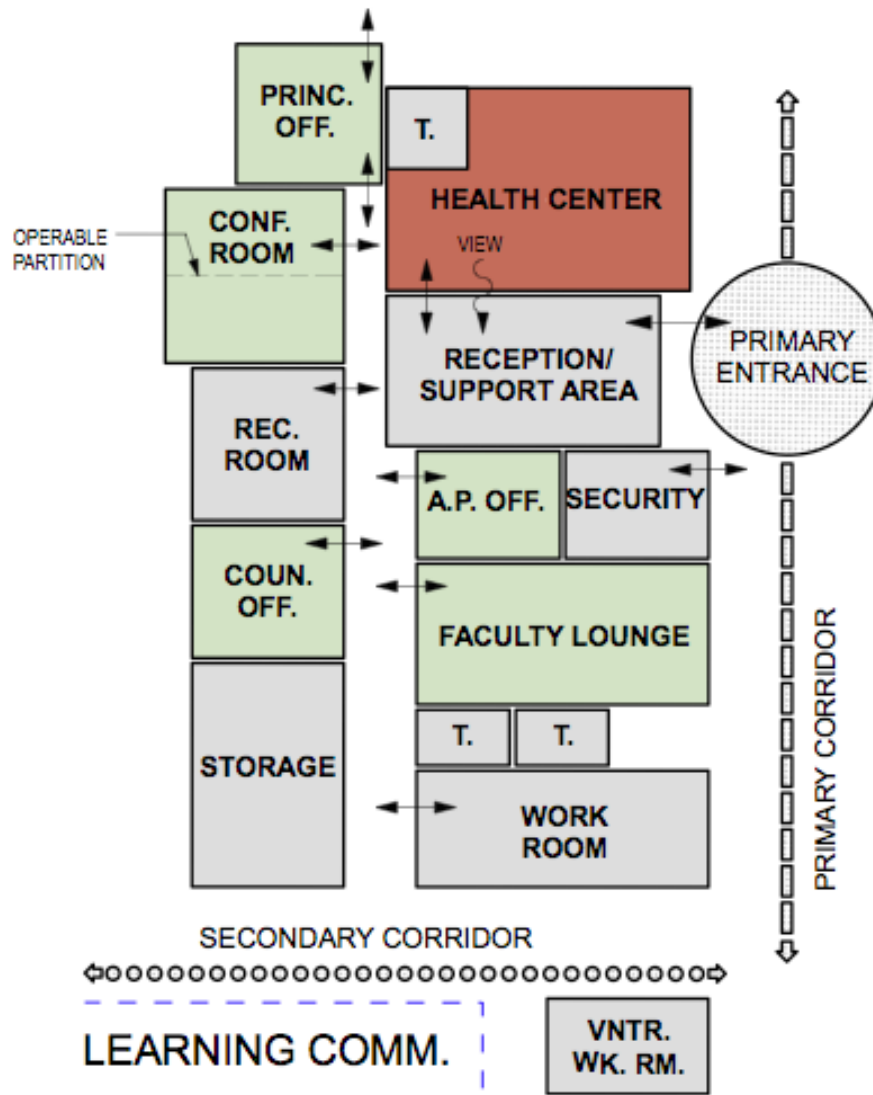 PRINC.
OFF.
T.
HEALTH CENTER
CONF.
ROOM
OPERABLE
PARTITION
VIEW
RECEPTION/
SUPPORT AREA
PRIMARY
ENTRANCE
REC.
ROOM
A.P. OFF.
SECURITY
COUN.
OFF.
FACULTY LOUNGE
T.
T.
STORAGE
WORK
ROOM
PRIMARY CORRIDOR
SECONDARY CORRIDOR
LEARNING COMM.
VNTR.
WK. RM.